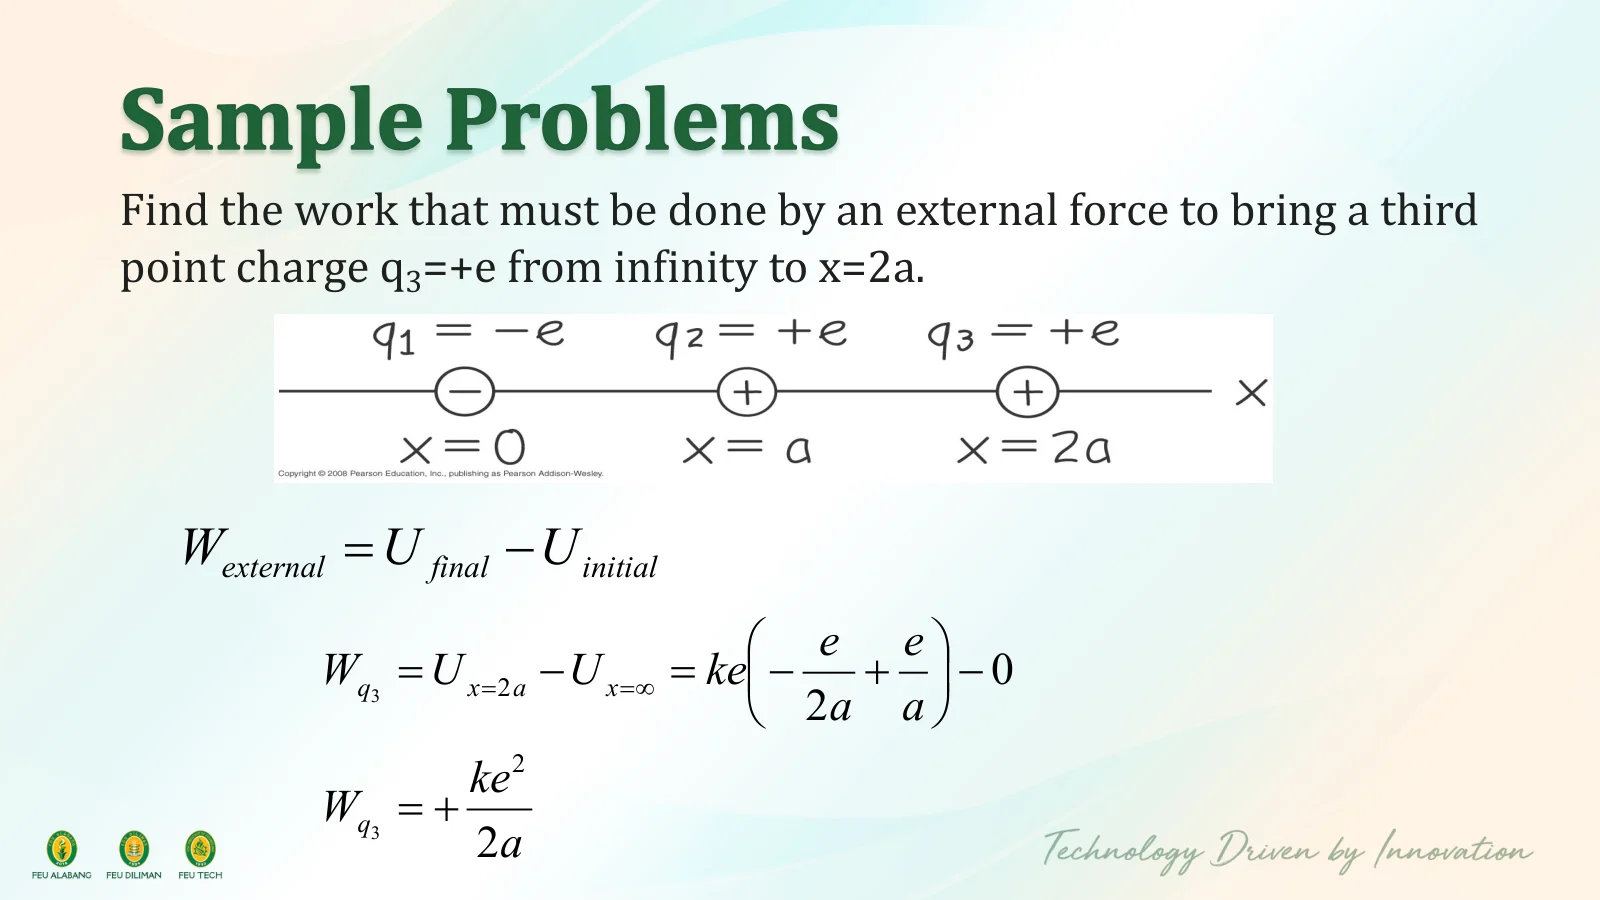 Sample Problems
Find the work that must be done by an external force to bring a third
point charge q₃=+e from infinity to x=2a.
q1 = −e q2 = +e q3 = +e
− + + x
x=0 x= a x=2a
Copyright © 2008 Pearson Education, Inc., publishing as Pearson Addison-Wesley.
W_external = U_final − U_initial
W_q₃ = U_x=2a − U_x=∞ = ke(− e/2a + e/a) − 0
W_q₃ = + ke²/2a
FEU ALABANG FEU DILIMAN FEU TECH
Technology Driven by Innovation